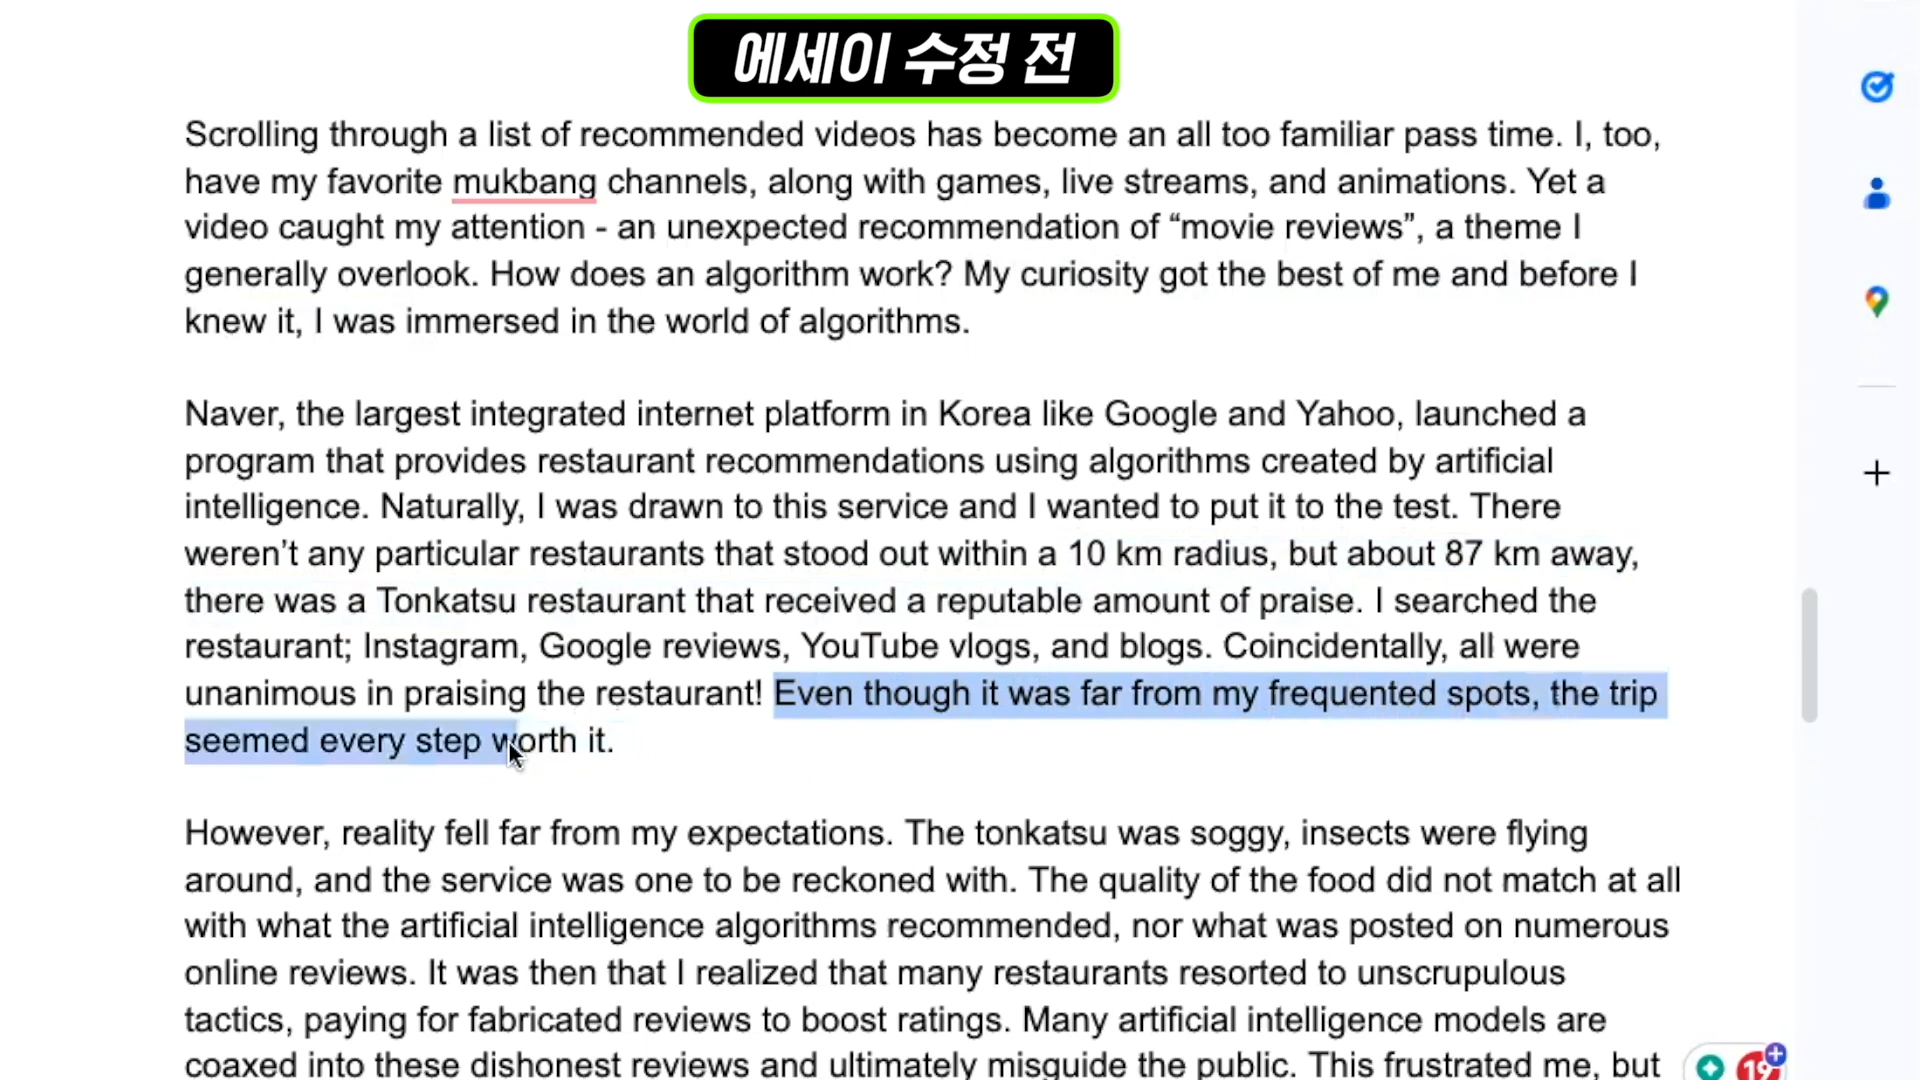 에세이 수정 전
Scrolling through a list of recommended videos has become an all too familiar pass time. I, too,
have my favorite mukbang channels, along with games, live streams, and animations. Yet a
video caught my attention - an unexpected recommendation of “movie reviews”, a theme I
generally overlook. How does an algorithm work? My curiosity got the best of me and before I
knew it, I was immersed in the world of algorithms.
Naver, the largest integrated internet platform in Korea like Google and Yahoo, launched a
program that provides restaurant recommendations using algorithms created by artificial
intelligence. Naturally, I was drawn to this service and I wanted to put it to the test. There
weren’t any particular restaurants that stood out within a 10 km radius, but about 87 km away,
there was a Tonkatsu restaurant that received a reputable amount of praise. I searched the
restaurant; Instagram, Google reviews, YouTube vlogs, and blogs. Coincidentally, all were
unanimous in praising the restaurant! Even though it was far from my frequented spots, the trip
seemed every step worth it.
However, reality fell far from my expectations. The tonkatsu was soggy, insects were flying
around, and the service was one to be reckoned with. The quality of the food did not match at all
with what the artificial intelligence algorithms recommended, nor what was posted on numerous
online reviews. It was then that I realized that many restaurants resorted to unscrupulous
tactics, paying for fabricated reviews to boost ratings. Many artificial intelligence models are
coaxed into these dishonest reviews and ultimately misguide the public. This frustrated me, but
19